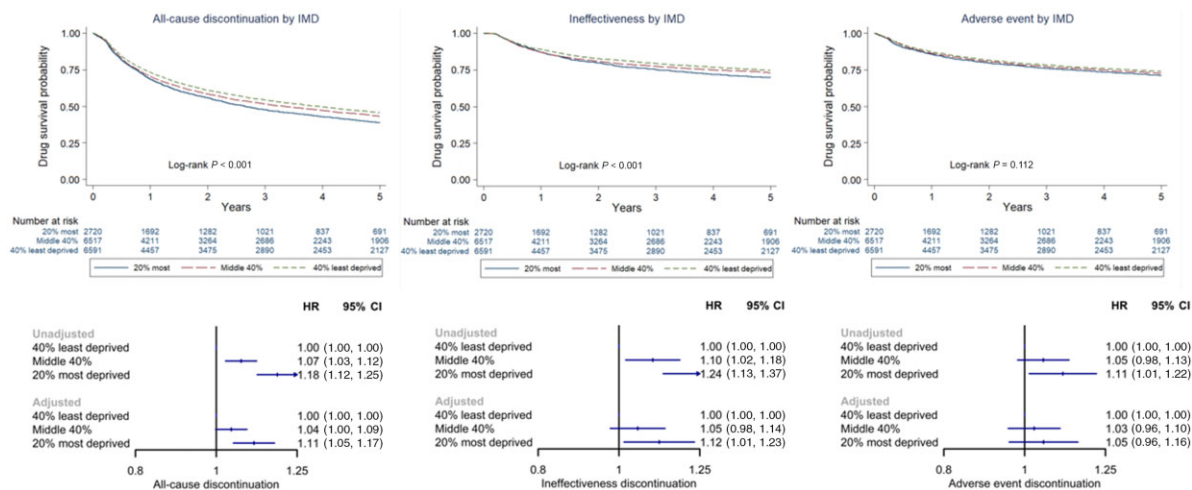 All-cause discontinuation by IMD
Drug survival probability
1.00
0.75
0.50
0.25
0.00
Log-rank P < 0.001
0 1 2 3 4 5
Years
Number at risk
20% most 2720 1692 1282 1021 837 691
Middle 40% 6517 4211 3264 2686 2243 1906
40% least deprived 6591 4457 3475 2890 2453 2127
20% most Middle 40% 40% least deprived
Ineffectiveness by IMD
Drug survival probability
1.00
0.75
0.50
0.25
0.00
Log-rank P < 0.001
0 1 2 3 4 5
Years
Number at risk
20% most 2720 1692 1282 1021 837 691
Middle 40% 6517 4211 3264 2686 2243 1906
40% least deprived 6591 4457 3475 2890 2453 2127
20% most Middle 40% 40% least deprived
Adverse event by IMD
Drug survival probability
1.00
0.75
0.50
0.25
0.00
Log-rank P = 0.112
0 1 2 3 4 5
Years
Number at risk
20% most 2720 1692 1282 1021 837 691
Middle 40% 6517 4211 3264 2686 2243 1906
40% least deprived 6591 4457 3475 2890 2453 2127
20% most Middle 40% 40% least deprived
HR 95% CI
Unadjusted
40% least deprived 1.00 (1.00, 1.00)
Middle 40% 1.07 (1.03, 1.12)
20% most deprived 1.18 (1.12, 1.25)
Adjusted
40% least deprived 1.00 (1.00, 1.00)
Middle 40% 1.04 (1.00, 1.09)
20% most deprived 1.11 (1.05, 1.17)
0.8 1 1.25
All-cause discontinuation
HR 95% CI
Unadjusted
40% least deprived 1.00 (1.00, 1.00)
Middle 40% 1.10 (1.02, 1.18)
20% most deprived 1.24 (1.13, 1.37)
Adjusted
40% least deprived 1.00 (1.00, 1.00)
Middle 40% 1.05 (0.98, 1.14)
20% most deprived 1.12 (1.01, 1.23)
0.8 1 1.25
Ineffectiveness discontinuation
HR 95% CI
Unadjusted
40% least deprived 1.00 (1.00, 1.00)
Middle 40% 1.05 (0.98, 1.13)
20% most deprived 1.11 (1.01, 1.22)
Adjusted
40% least deprived 1.00 (1.00, 1.00)
Middle 40% 1.03 (0.96, 1.10)
20% most deprived 1.05 (0.96, 1.16)
0.8 1 1.25
Adverse event discontinuation